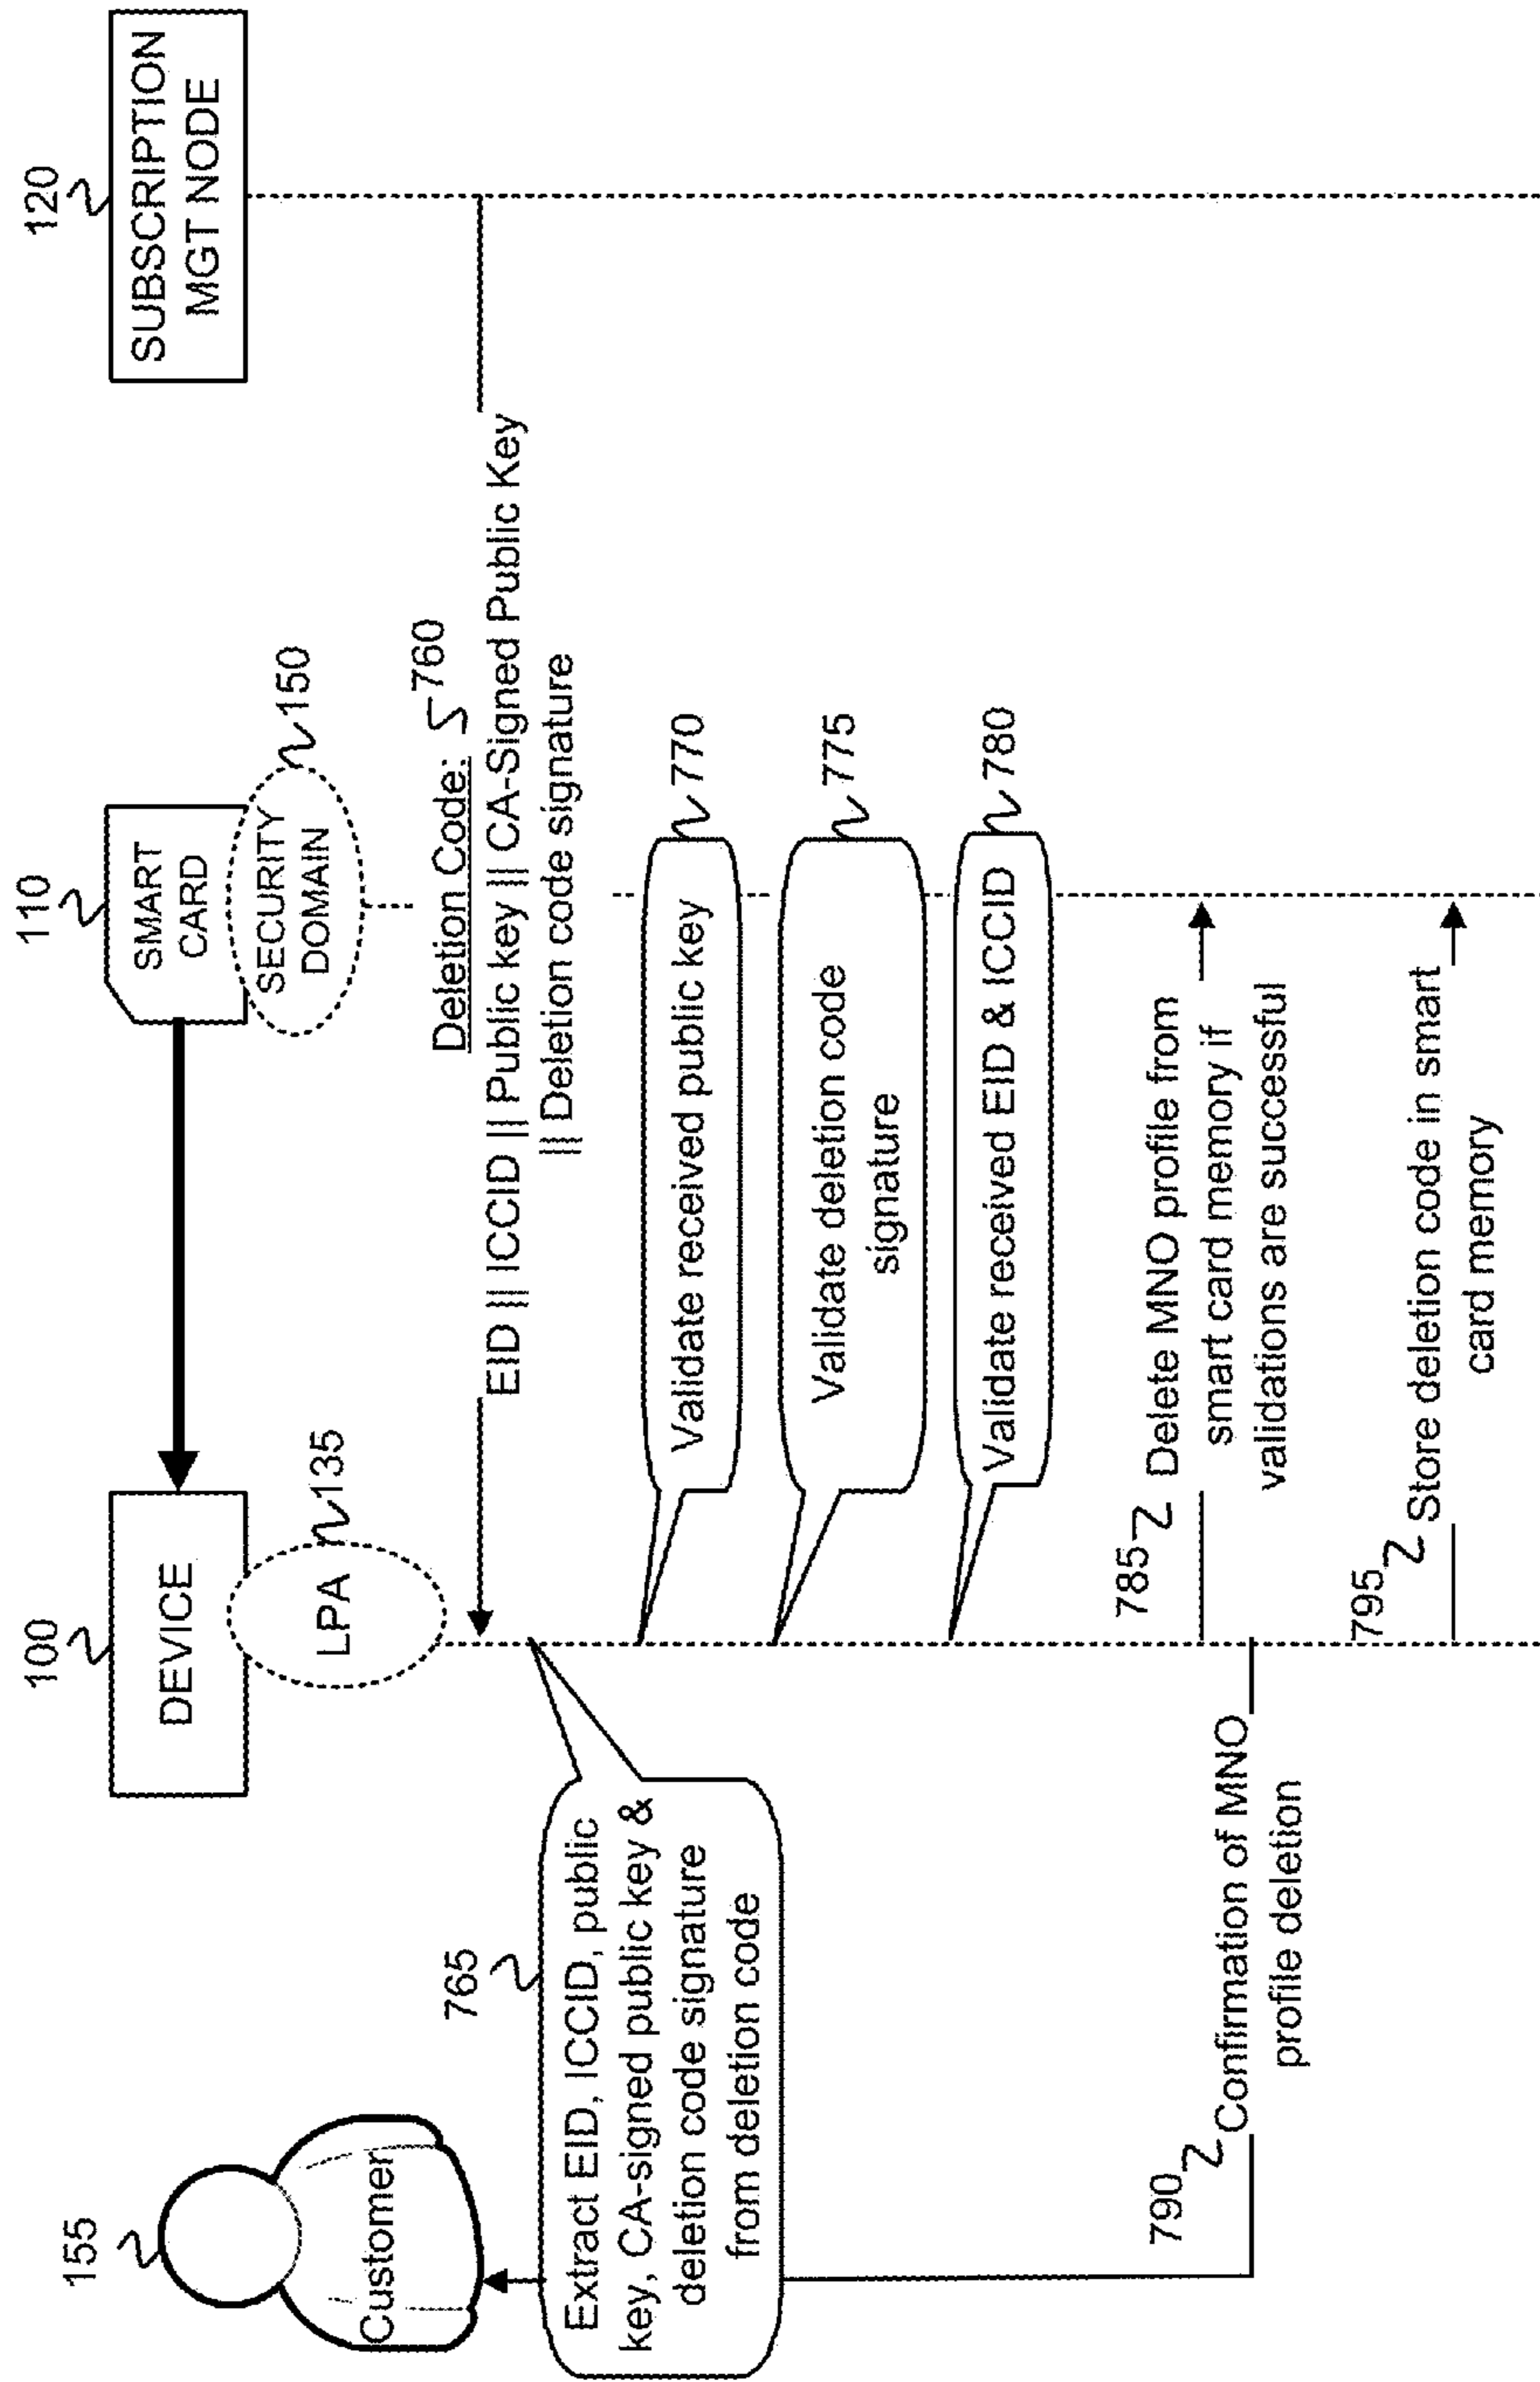 155
Customer
100
DEVICE
LPA
135
110
SMART
CARD
SECURITY
DOMAIN
150
120
SUBSCRIPTION
MGT NODE
Deletion Code:
760
EID || ICCID || Public key || CA-Signed Public Key
|| Deletion code signature
765
Extract EID, ICCID, public
key, CA-signed public key &
deletion code signature
from deletion code
Validate received public key
770
Validate deletion code
signature
775
Validate received EID & ICCID
780
785
Delete MNO profile from
smart card memory if
validations are successful
790
Confirmation of MNO
profile deletion
795
Store deletion code in smart
card memory